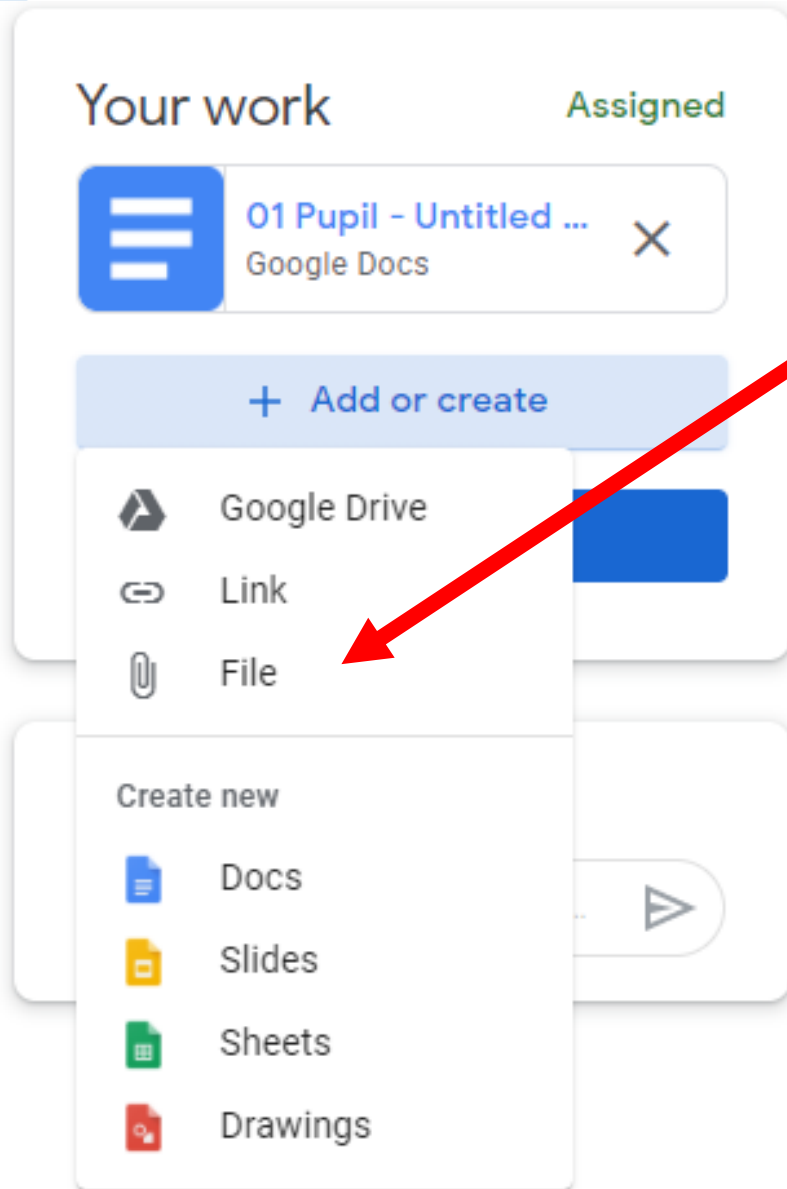 Your work Assigned
01 Pupil - Untitled ...
Google Docs
+ Add or create
Google Drive
Link
File
Create new
Docs
Slides
Sheets
Drawings